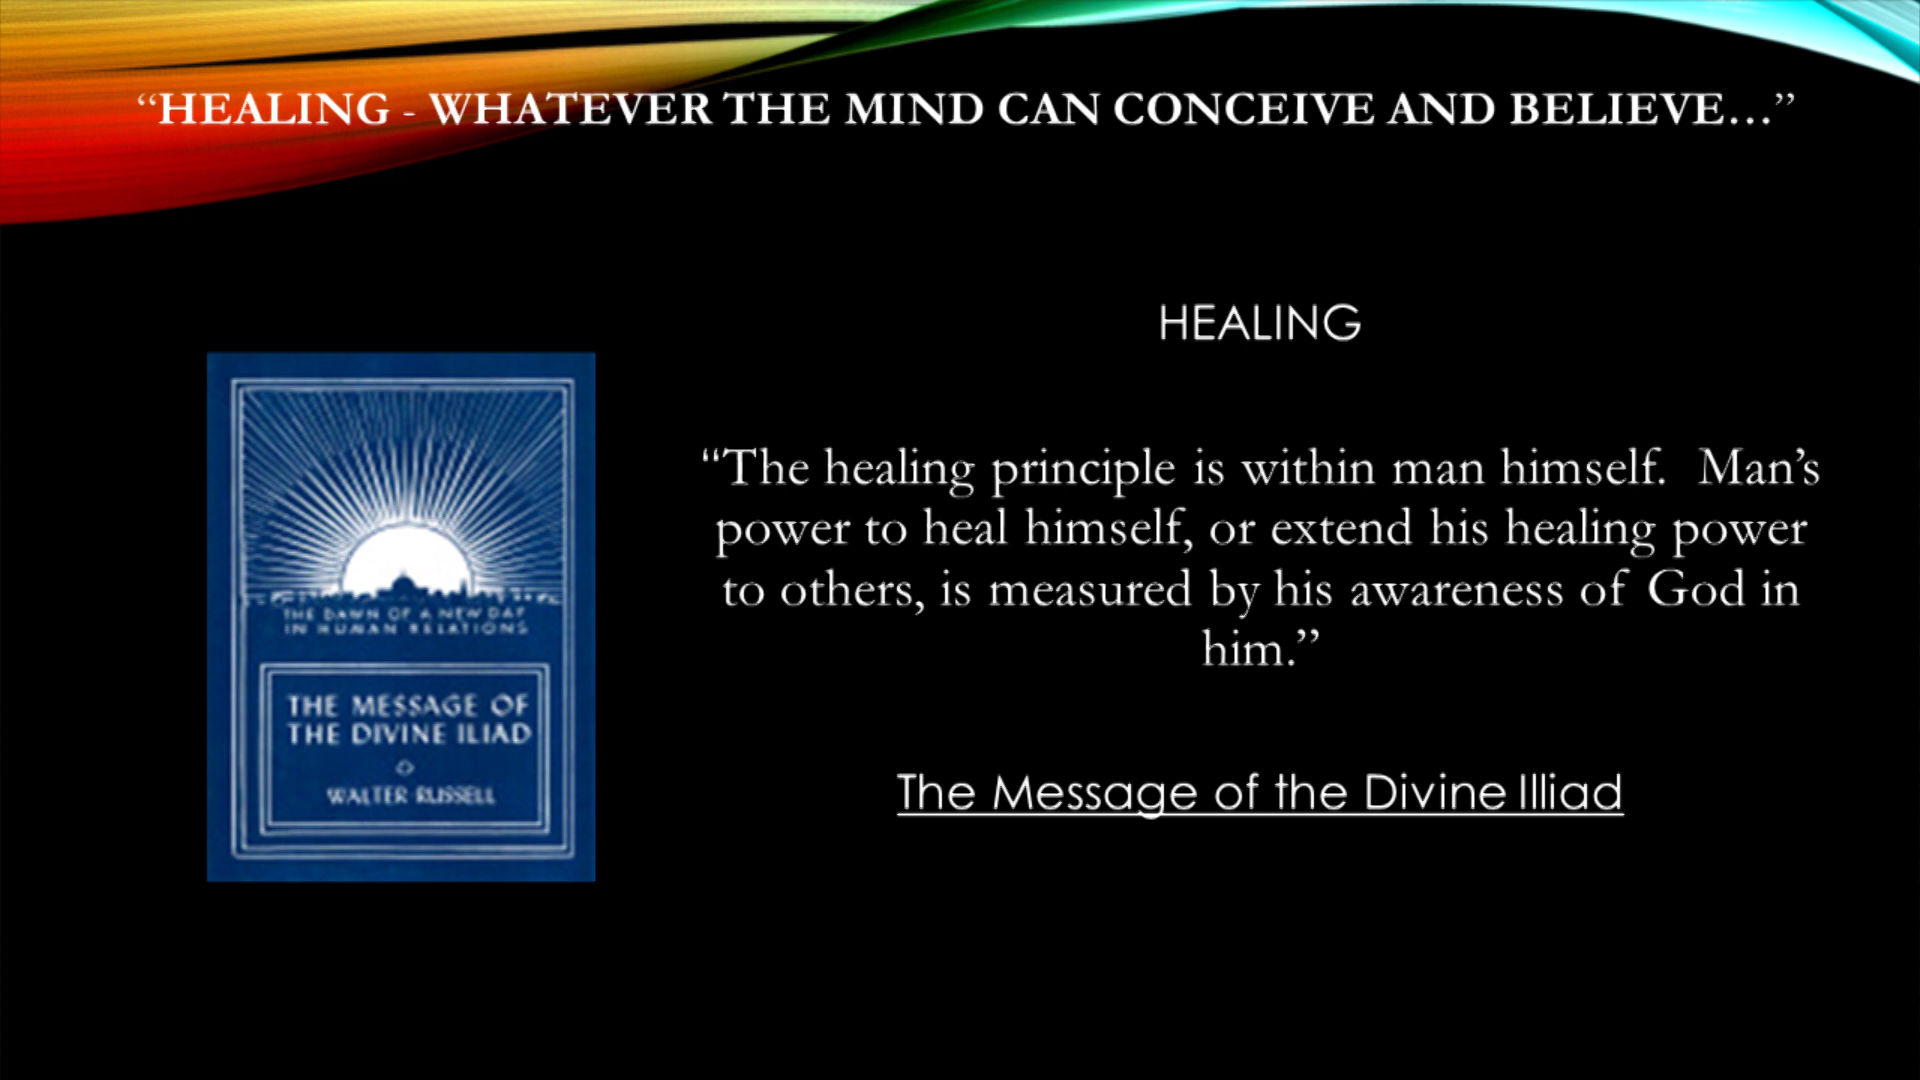 “HEALING - WHATEVER THE MIND CAN CONCEIVE AND BELIEVE…”
HEALING
“The healing principle is within man himself.  Man’s
power to heal himself, or extend his healing power
to others, is measured by his awareness of God in
him.”
The Message of the Divine Illiad
THE DAWN OF A NEW DAY
IN HUMAN RELATIONS
THE MESSAGE OF
THE DIVINE ILIAD
WALTER RUSSELL